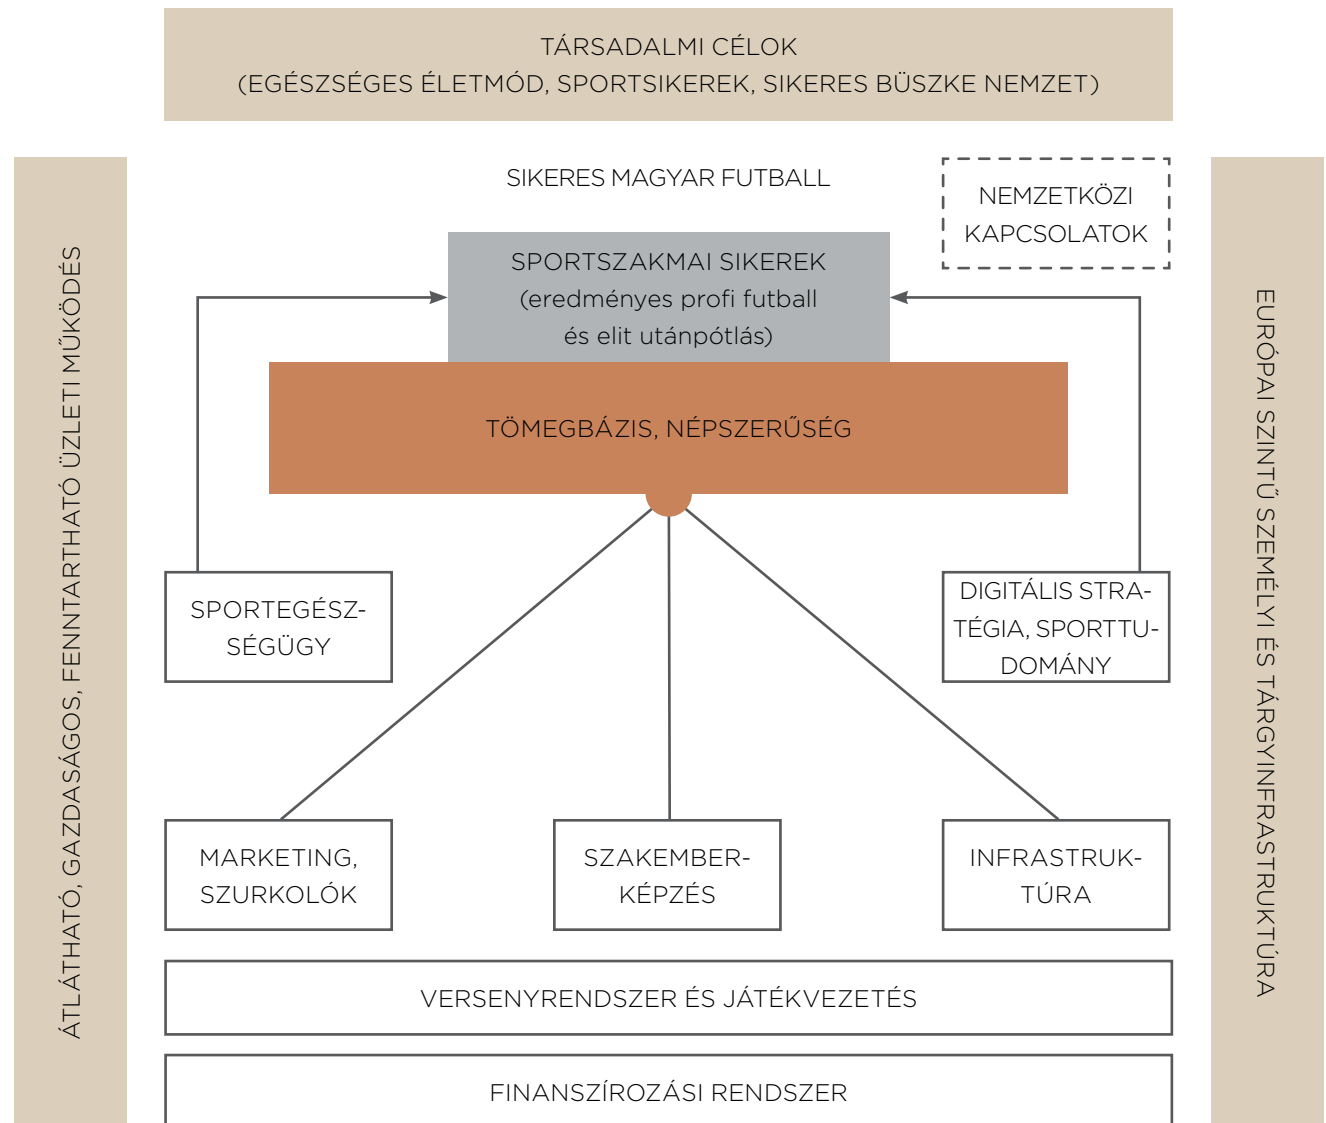 TÁRSADALMI CÉLOK
(EGÉSZSÉGES ÉLETMÓD, SPORTSIKEREK, SIKERES BÜSZKE NEMZET)
ÁTLÁTHATÓ, GAZDASÁGOS, FENNTARTHATÓ ÜZLETI MŰKÖDÉS
SIKERES MAGYAR FUTBALL
NEMZETKÖZI
KAPCSOLATOK
SPORTSZAKMAI SIKEREK
(eredményes profi futball
és elit utánpótlás)
TÖMEGBÁZIS, NÉPSZERŰSÉG
SPORTEGÉSZ-
SÉGÜGY
DIGITÁLIS STRA-
TÉGIA, SPORTTU-
DOMÁNY
MARKETING,
SZURKOLÓK
SZAKEMBER-
KÉPZÉS
INFRASTRUK-
TÚRA
VERSENYRENDSZER ÉS JÁTÉKVEZETÉS
FINANSZÍROZÁSI RENDSZER
EURÓPAI SZINTŰ SZEMÉLYI ÉS TÁRGYINFRASTRUKTÚRA